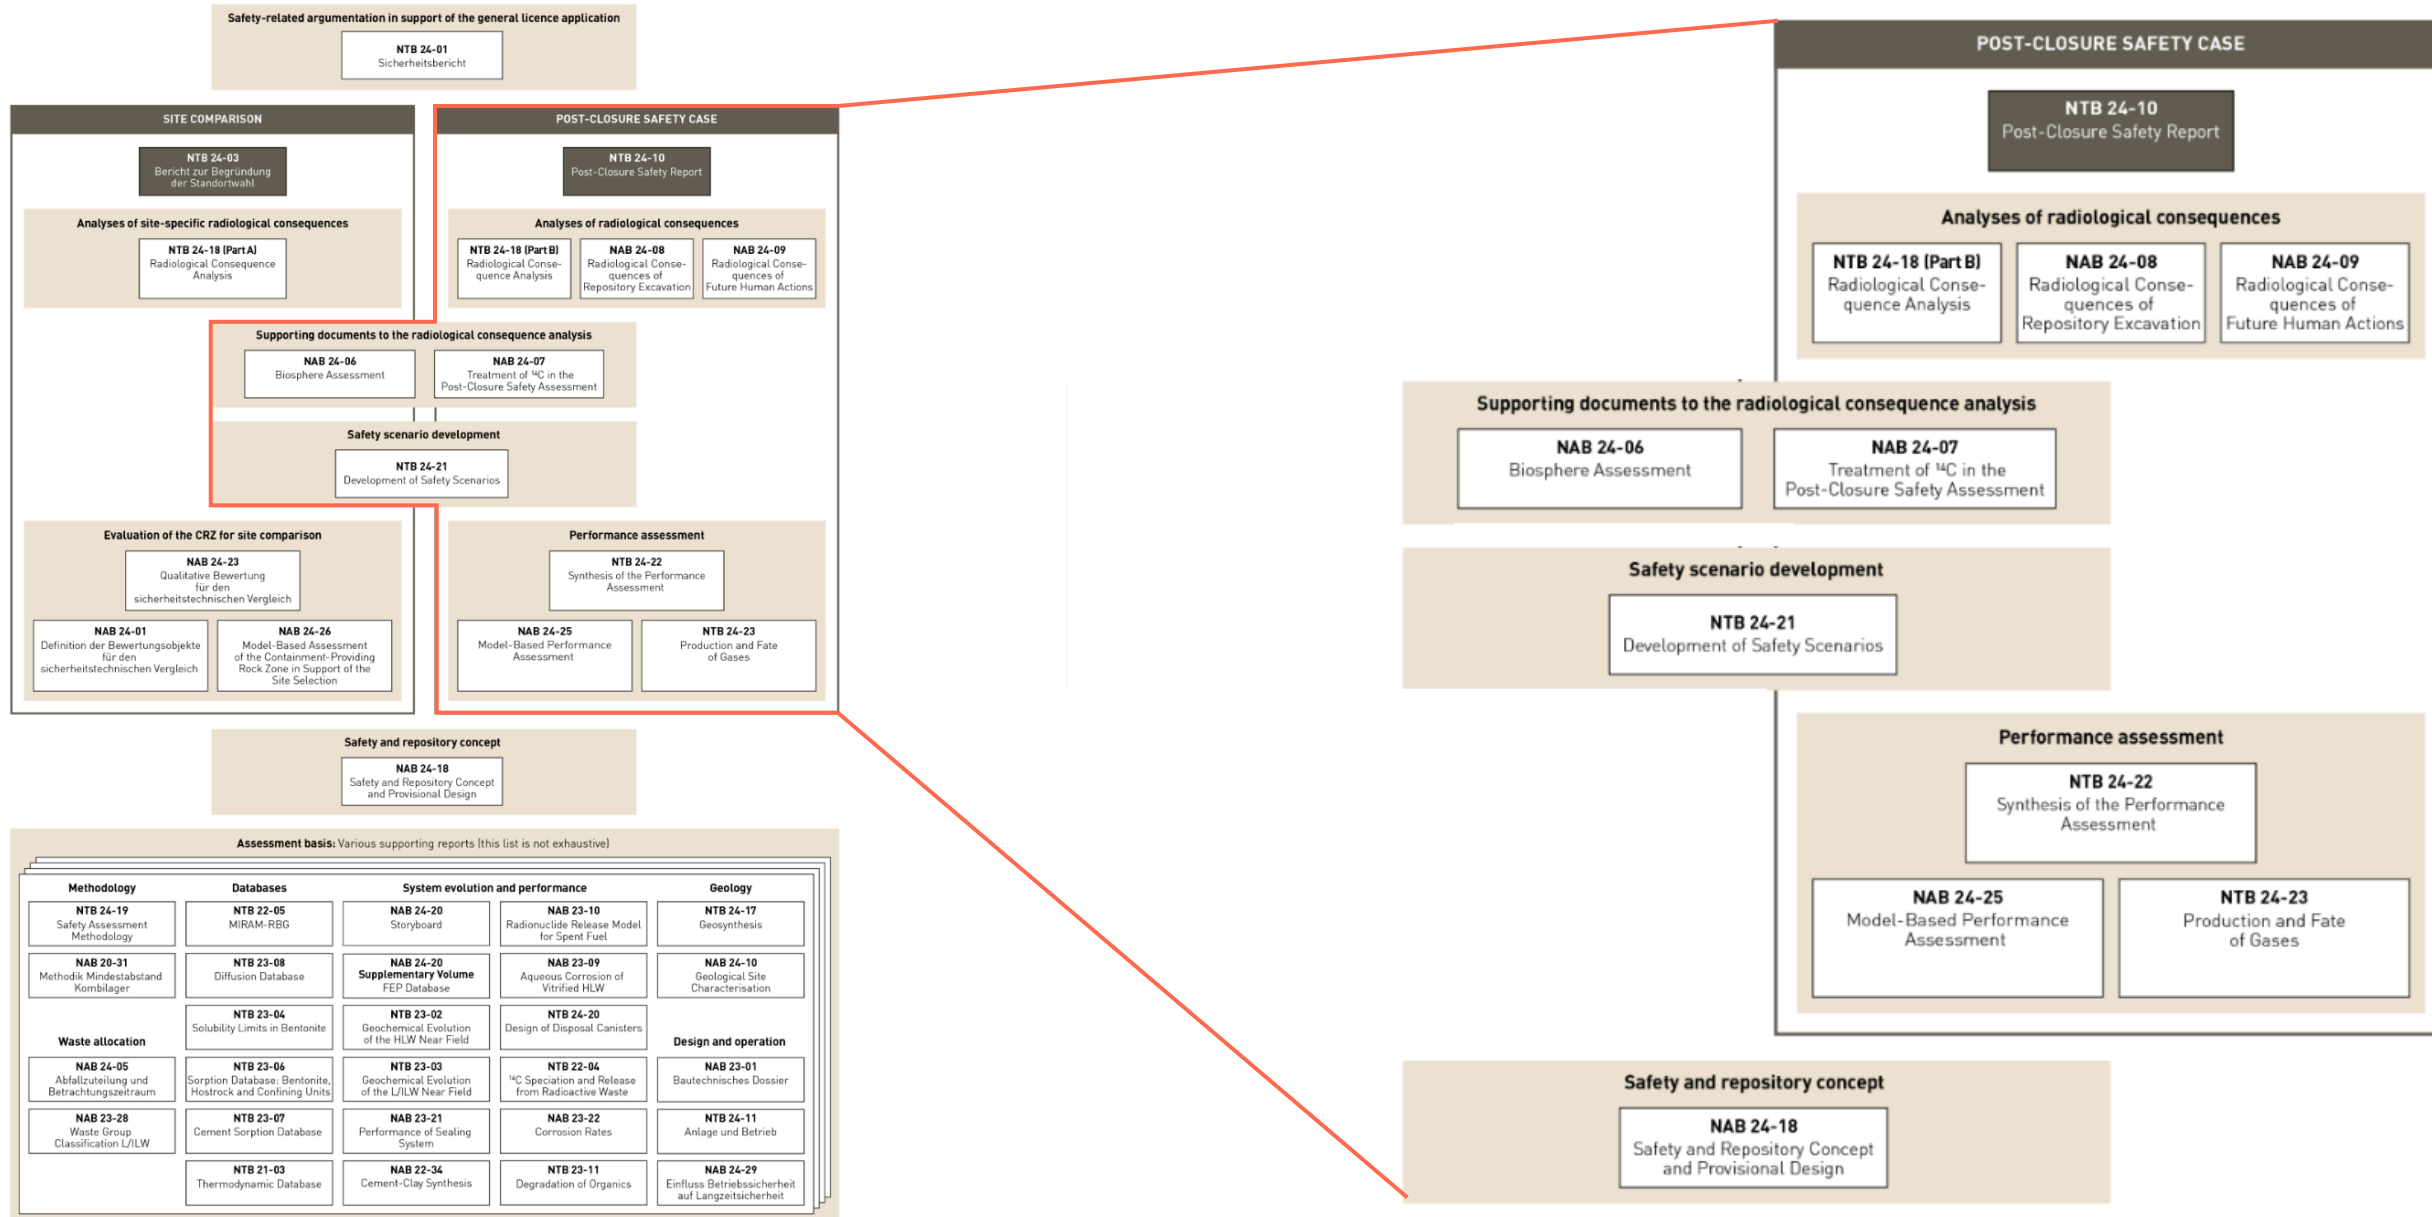 Safety-related argumentation in support of the general licence application
NTB 24-01
Sicherheitsbericht
SITE COMPARISON
NTB 24-03
Bericht zur Begründung
der Standortwahl
Analyses of site-specific radiological consequences
NTB 24-18 (Part A)
Radiological Consequence
Analysis
POST-CLOSURE SAFETY CASE
NTB 24-10
Post-Closure Safety Report
Analyses of radiological consequences
NTB 24-18 (Part B)
Radiological Conse-
quence Analysis
NAB 24-08
Radiological Conse-
quences of
Repository Excavation
NAB 24-09
Radiological Conse-
quences of
Future Human Actions
Supporting documents to the radiological consequence analysis
NAB 24-06
Biosphere Assessment
NAB 24-07
Treatment of ¹⁴C in the
Post-Closure Safety Assessment
Safety scenario development
NTB 24-21
Development of Safety Scenarios
Evaluation of the CRZ for site comparison
NAB 24-23
Qualitative Bewertung
für den
sicherheitstechnischen Vergleich
NAB 24-01
Definition der Bewertungsobjekte
für den
sicherheitstechnischen Vergleich
NAB 24-26
Model-Based Assessment
of the Containment-Providing
Rock Zone in Support of the
Site Selection
Performance assessment
NTB 24-22
Synthesis of the Performance
Assessment
NAB 24-25
Model-Based Performance
Assessment
NTB 24-23
Production and Fate
of Gases
Safety and repository concept
NAB 24-18
Safety and Repository Concept
and Provisional Design
Assessment basis: Various supporting reports (this list is not exhaustive)
Methodology
NTB 24-19
Safety Assessment
Methodology
NAB 20-31
Methodik Mindestabstand
Kombilager
Waste allocation
NAB 24-05
Abfallzuteilung und
Betrachtungszeitraum
NAB 23-28
Waste Group
Classification L/ILW
Databases
NTB 22-05
MIRAM-RBG
NTB 23-08
Diffusion Database
NTB 23-04
Solubility Limits in Bentonite
NTB 23-06
Sorption Database: Bentonite,
Hostrock and Confining Units
NTB 23-07
Cement Sorption Database
NTB 21-03
Thermodynamic Database
System evolution and performance
NAB 24-20
Storyboard
NAB 24-20
Supplementary Volume
FEP Database
NTB 23-02
Geochemical Evolution
of the HLW Near Field
NTB 23-03
Geochemical Evolution
of the L/ILW Near Field
NAB 23-21
Performance of Sealing
System
NAB 22-34
Cement-Clay Synthesis
NAB 23-10
Radionuclide Release Model
for Spent Fuel
NAB 23-09
Aqueous Corrosion of
Vitrified HLW
NTB 24-20
Design of Disposal Canisters
NTB 22-04
¹⁴C Speciation and Release
from Radioactive Waste
NAB 23-22
Corrosion Rates
NTB 23-11
Degradation of Organics
Geology
NTB 24-17
Geosynthesis
NAB 24-10
Geological Site
Characterisation
Design and operation
NAB 23-01
Bautechnisches Dossier
NTB 24-11
Anlage und Betrieb
NAB 24-29
Einfluss Betriebssicherheit
auf Langzeitsicherheit
POST-CLOSURE SAFETY CASE
NTB 24-10
Post-Closure Safety Report
Analyses of radiological consequences
NTB 24-18 (Part B)
Radiological Conse-
quence Analysis
NAB 24-08
Radiological Conse-
quences of
Repository Excavation
NAB 24-09
Radiological Conse-
quences of
Future Human Actions
Supporting documents to the radiological consequence analysis
NAB 24-06
Biosphere Assessment
NAB 24-07
Treatment of ¹⁴C in the
Post-Closure Safety Assessment
Safety scenario development
NTB 24-21
Development of Safety Scenarios
Performance assessment
NTB 24-22
Synthesis of the Performance
Assessment
NAB 24-25
Model-Based Performance
Assessment
NTB 24-23
Production and Fate
of Gases
Safety and repository concept
NAB 24-18
Safety and Repository Concept
and Provisional Design